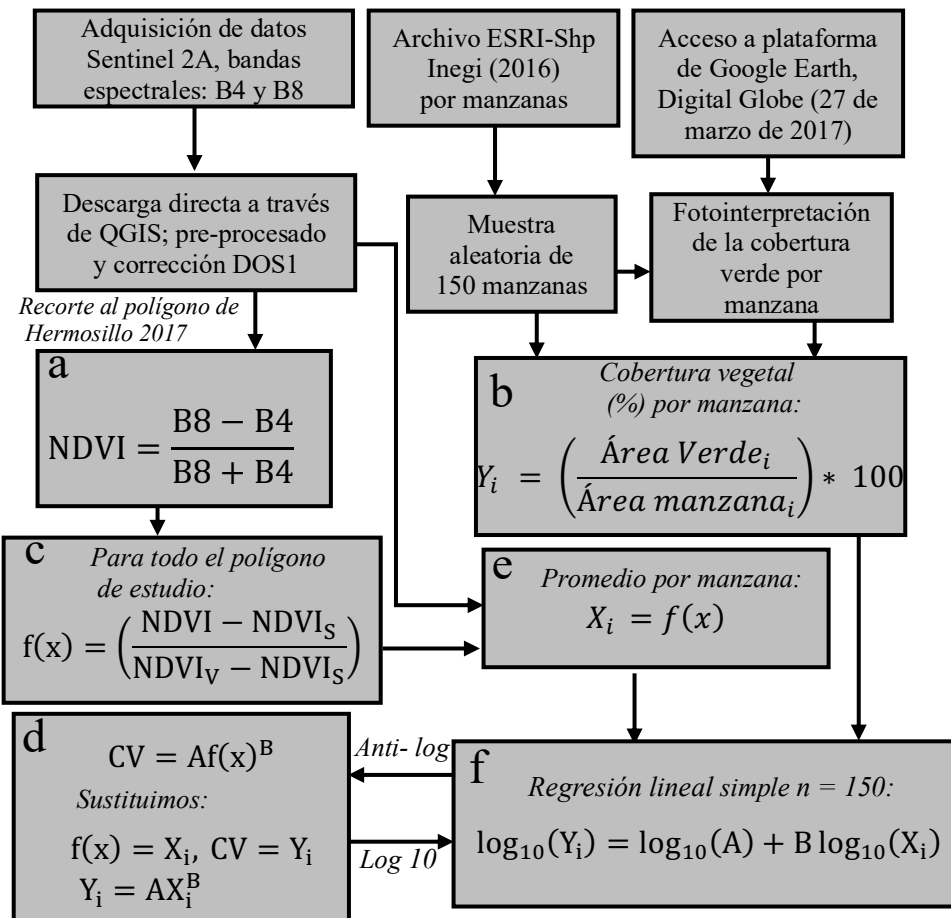 Adquisición de datos
Sentinel 2A, bandas
espectrales: B4 y B8
Archivo ESRI-Shp
Inegi (2016)
por manzanas
Acceso a plataforma
de Google Earth,
Digital Globe (27 de
marzo de 2017)
Descarga directa a través
de QGIS; pre-procesado
y corrección DOS1
Muestra
aleatoria de
150 manzanas
Fotointerpretación
de la cobertura
verde por
manzana
Recorte al polígono de
Hermosillo 2017
a
NDVI = (B8 − B4) / (B8 + B4)
b
Cobertura vegetal
(%) por manzana:
Y_i = (Área Verde_i / Área manzana_i) * 100
c
Para todo el polígono
de estudio:
f(x) = ((NDVI − NDVI_S) / (NDVI_V − NDVI_S))
e
Promedio por manzana:
X_i = f(x)
d
CV = Af(x)^B
Sustituimos:
f(x) = X_i, CV = Y_i
Y_i = AX_i^B
Anti- log
Log 10
f
Regresión lineal simple n = 150:
log₁₀(Y_i) = log₁₀(A) + B log₁₀(X_i)